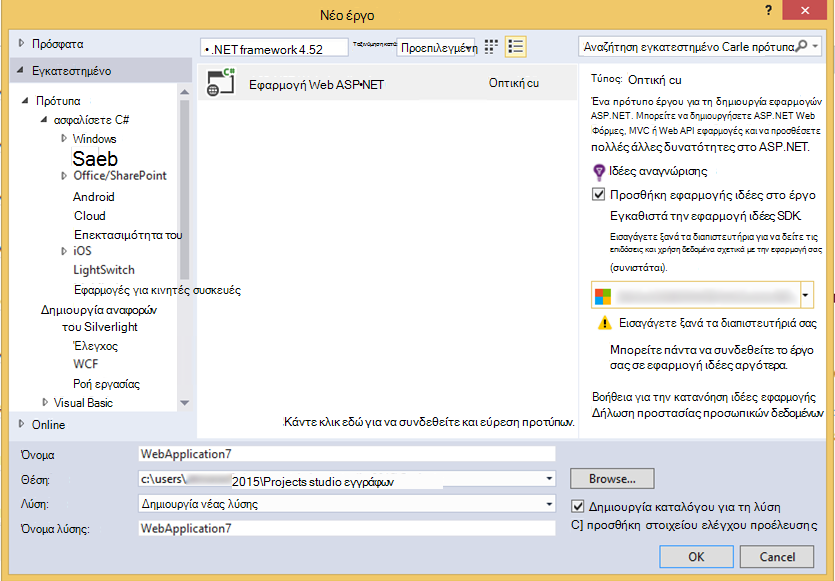 Νέο έργο
?
Πρόσφατα
• .NET framework 4.52
Ταξινόμηση κατά:
Προεπιλεγμένη
Αναζήτηση εγκατεστημένο Carle πρότυπα
Εγκατεστημένο
Πρότυπα
ασφαλίσετε C#
Windows
Saeb
Office/SharePoint
Android
Cloud
Επεκτασιμότητα του
iOS
LightSwitch
Εφαρμογές για κινητές συσκευές
Δημιουργία αναφορών
του Silverlight
Έλεγχος
WCF
Ροή εργασίας
Visual Basic
Online
Εφαρμογή Web ASP•NET
Οπτική cu
Κάντε κλικ εδώ για να συνδεθείτε και εύρεση προτύπων.
Τύπος: Οπτική cu
Ένα πρότυπο έργου για τη δημιουργία εφαρμογών
ASP.NET. Μπορείτε να δημιουργήσετε ASP.NET Web
Φόρμες, MVC ή Web API εφαρμογές και να προσθέσετε
πολλές άλλες δυνατότητες στο ASP.NET.
Ιδέες αναγνώρισης
Προσθήκη εφαρμογής ιδέες στο έργο
Εγκαθιστά την εφαρμογή ιδέες SDK.
Εισαγάγετε ξανά τα διαπιστευτήρια για να δείτε τις
επιδόσεις και χρήση δεδομένα σχετικά με την εφαρμογή σας
(συνιστάται).
Εισαγάγετε ξανά τα διαπιστευτήριά σας
Μπορείτε πάντα να συνδεθείτε το έργο
σας σε εφαρμογή ιδέες αργότερα.
Βοήθεια για την κατανόηση ιδέες εφαρμογής
Δήλωση προστασίας προσωπικών δεδομένων
Όνομα
WebApplication7
Θέση:
c:\users\
2015\Projects studio εγγράφων
Browse...
Λύση:
Δημιουργία νέας λύσης
Δημιουργία καταλόγου για τη λύση
Όνομα λύσης:
WebApplication7
C] προσθήκη στοιχείου ελέγχου προέλευσης
OK
Cancel